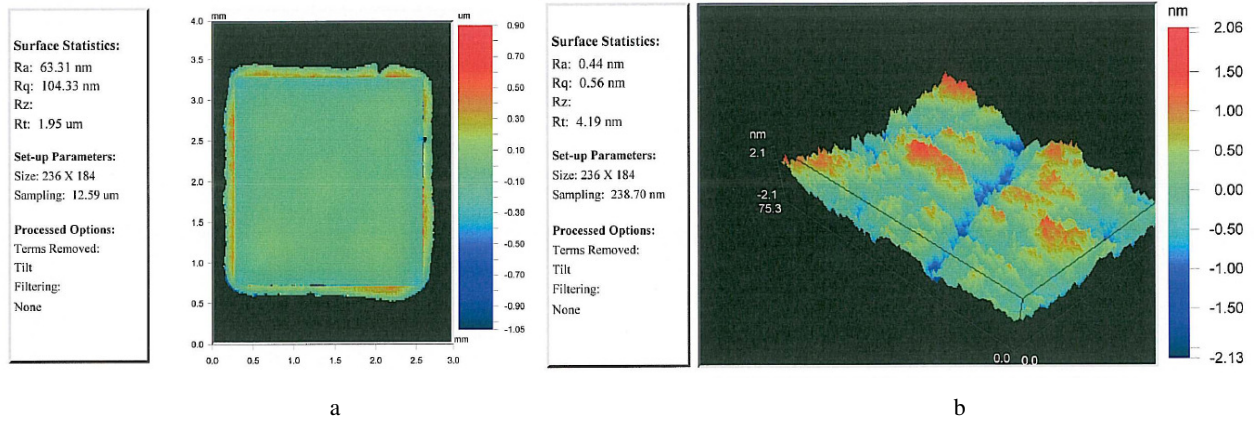 Surface Statistics:
Ra: 63.31 nm
Rq: 104.33 nm
Rz:
Rt: 1.95 um
Set-up Parameters:
Size: 236 X 184
Sampling: 12.59 um
Processed Options:
Terms Removed:
Tilt
Filtering:
None
mm
4.0
3.5
3.0
2.5
2.0
1.5
1.0
0.5
0.0
0.0 0.5 1.0 1.5 2.0 2.5 3.0
mm
um
0.90
0.70
0.50
0.30
0.10
-0.10
-0.30
-0.50
-0.70
-0.90
-1.05
a
Surface Statistics:
Ra: 0.44 nm
Rq: 0.56 nm
Rz:
Rt: 4.19 nm
Set-up Parameters:
Size: 236 X 184
Sampling: 238.70 nm
Processed Options:
Terms Removed:
Tilt
Filtering:
None
nm
2.1
-2.1
75.3
0.0 0.0
nm
2.06
1.50
1.00
0.50
0.00
-0.50
-1.00
-1.50
-2.13
b